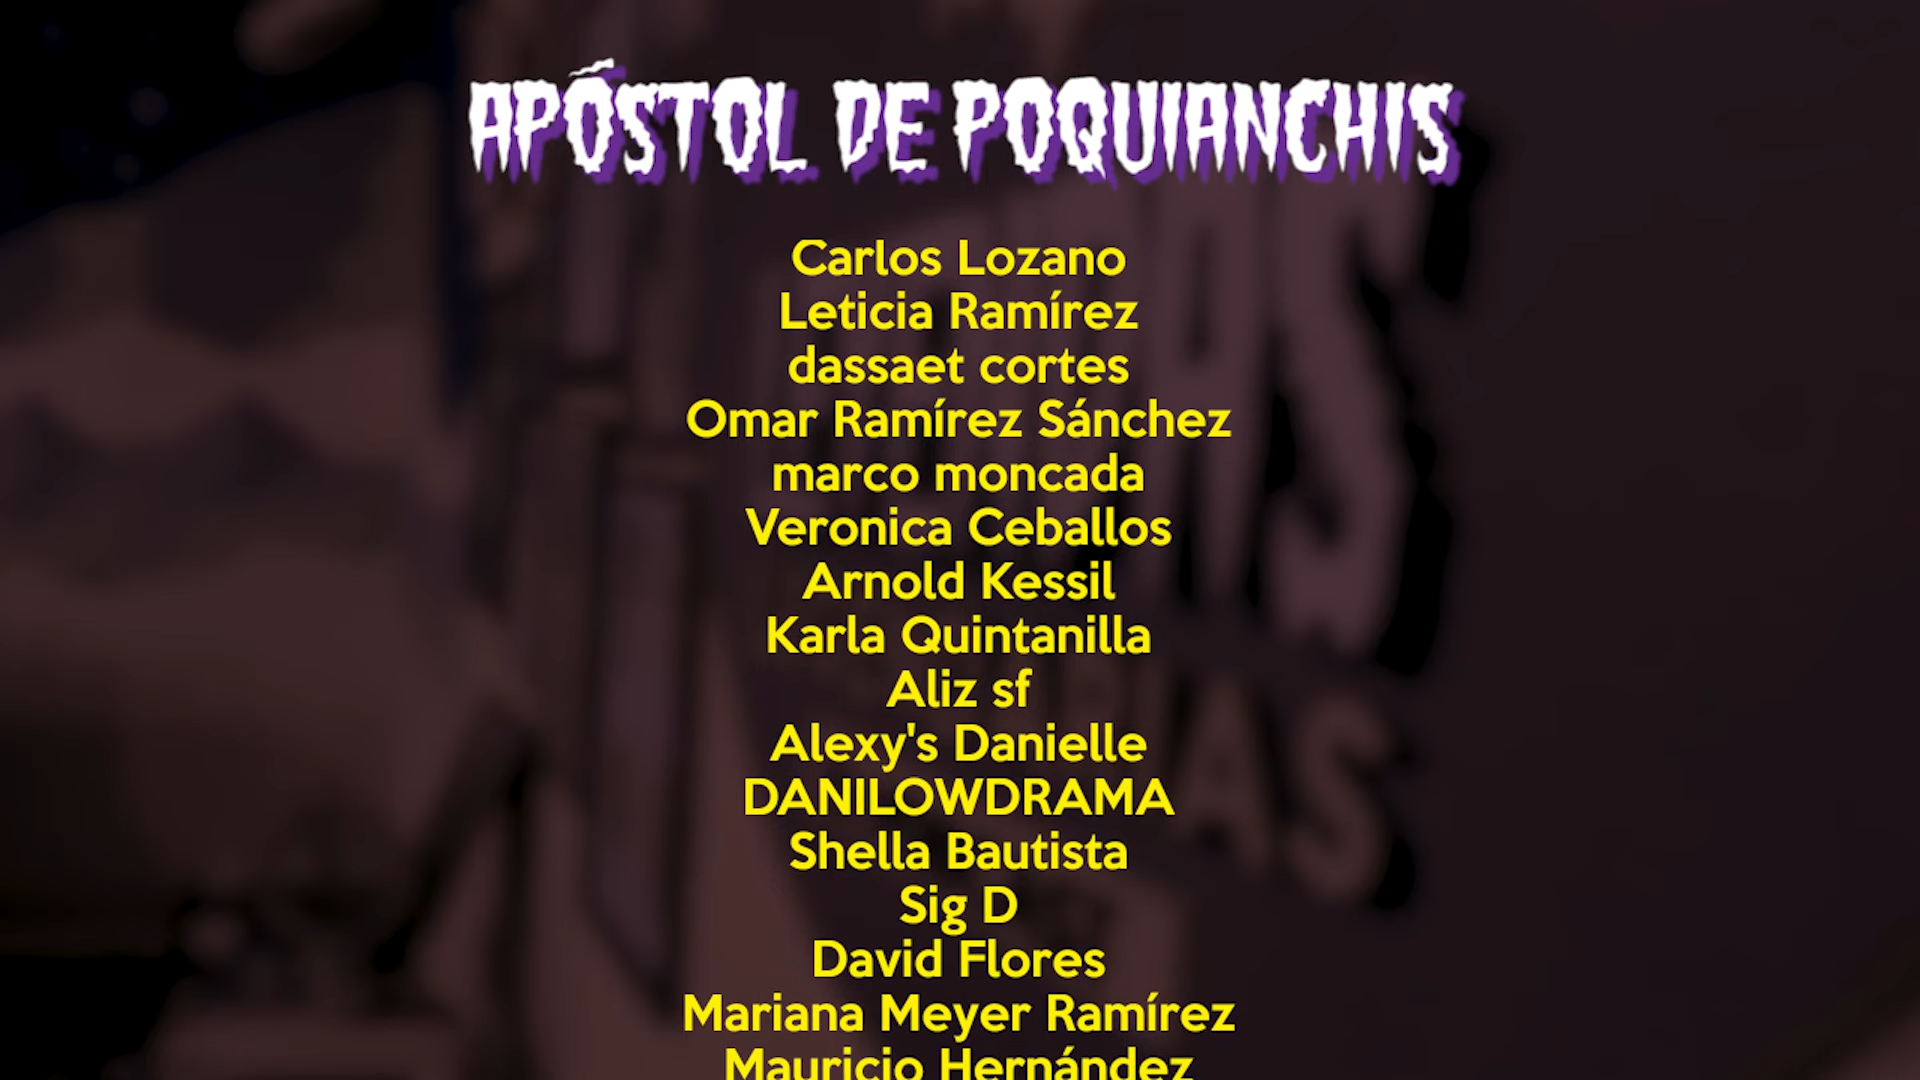 APÓSTOL DE POQUIANCHIS
Carlos Lozano
Leticia Ramírez
dassaet cortes
Omar Ramírez Sánchez
marco moncada
Veronica Ceballos
Arnold Kessil
Karla Quintanilla
Aliz sf
Alexy's Danielle
DANILOWDRAMA
Shella Bautista
Sig D
David Flores
Mariana Meyer Ramírez
Mauricio Hernández